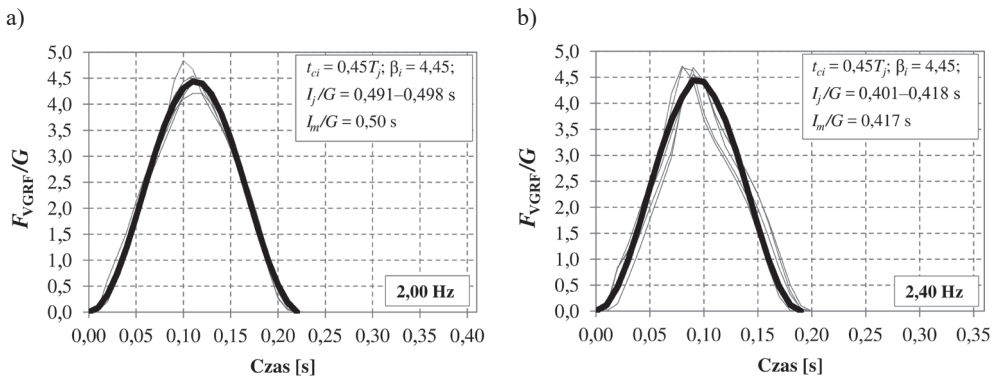 a)
5,0
4,5
4,0
3,5
3,0
2,5
2,0
1,5
1,0
0,5
0,0
F_VGRF/G
t_ci = 0,45T_j; β_i = 4,45;
I_j/G = 0,491–0,498 s
I_m/G = 0,50 s
2,00 Hz
0,00 0,05 0,10 0,15 0,20 0,25 0,30 0,35 0,40
Czas [s]
b)
5,0
4,5
4,0
3,5
3,0
2,5
2,0
1,5
1,0
0,5
0,0
F_VGRF/G
t_ci = 0,45T_j; β_i = 4,45;
I_j/G = 0,401–0,418 s
I_m/G = 0,417 s
2,40 Hz
0,00 0,05 0,10 0,15 0,20 0,25 0,30 0,35
Czas [s]